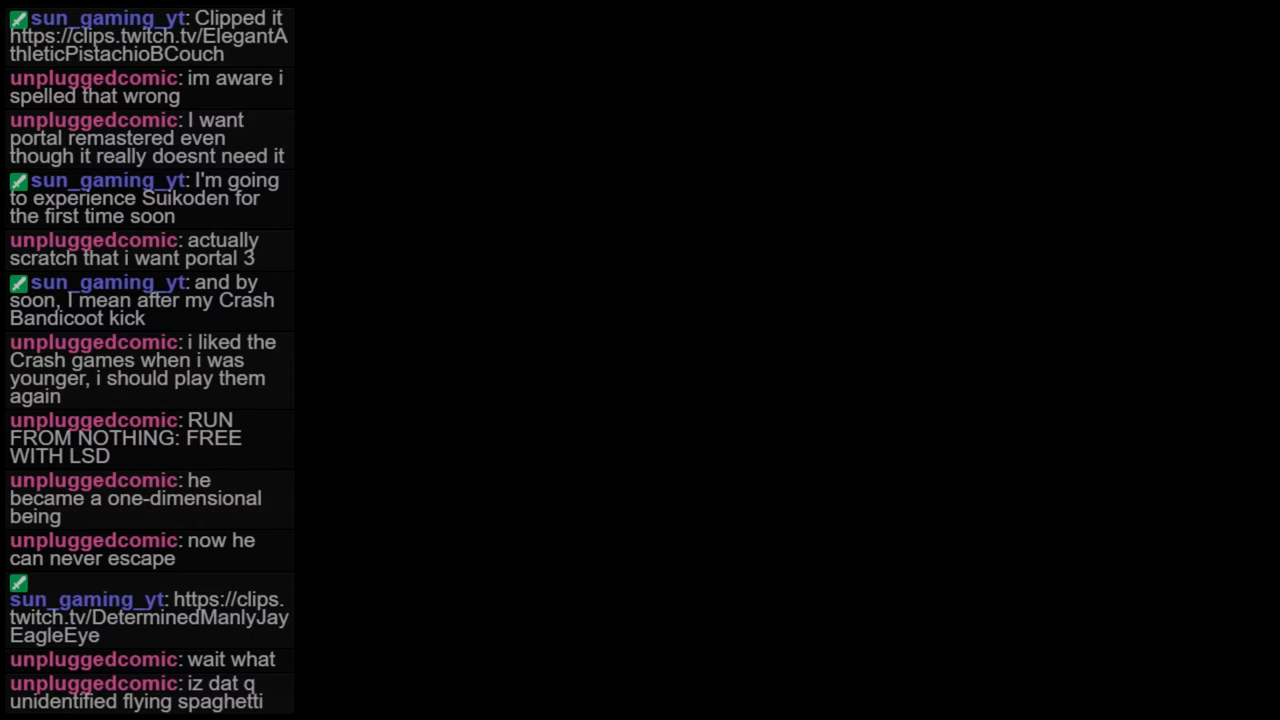 sun_gaming_yt: Clipped it
https://clips.twitch.tv/ElegantA
thleticPistachioBCouch
unpluggedcomic: im aware i
spelled that wrong
unpluggedcomic: I want
portal remastered even
though it really doesnt need it
sun_gaming_yt: I'm going
to experience Suikoden for
the first time soon
unpluggedcomic: actually
scratch that i want portal 3
sun_gaming_yt: and by
soon, I mean after my Crash
Bandicoot kick
unpluggedcomic: i liked the
Crash games when i was
younger, i should play them
again
unpluggedcomic: RUN
FROM NOTHING: FREE
WITH LSD
unpluggedcomic: he
became a one-dimensional
being
unpluggedcomic: now he
can never escape
sun_gaming_yt: https://clips.
twitch.tv/DeterminedManlyJay
EagleEye
unpluggedcomic: wait what
unpluggedcomic: iz dat q
unidentified flying spaghetti